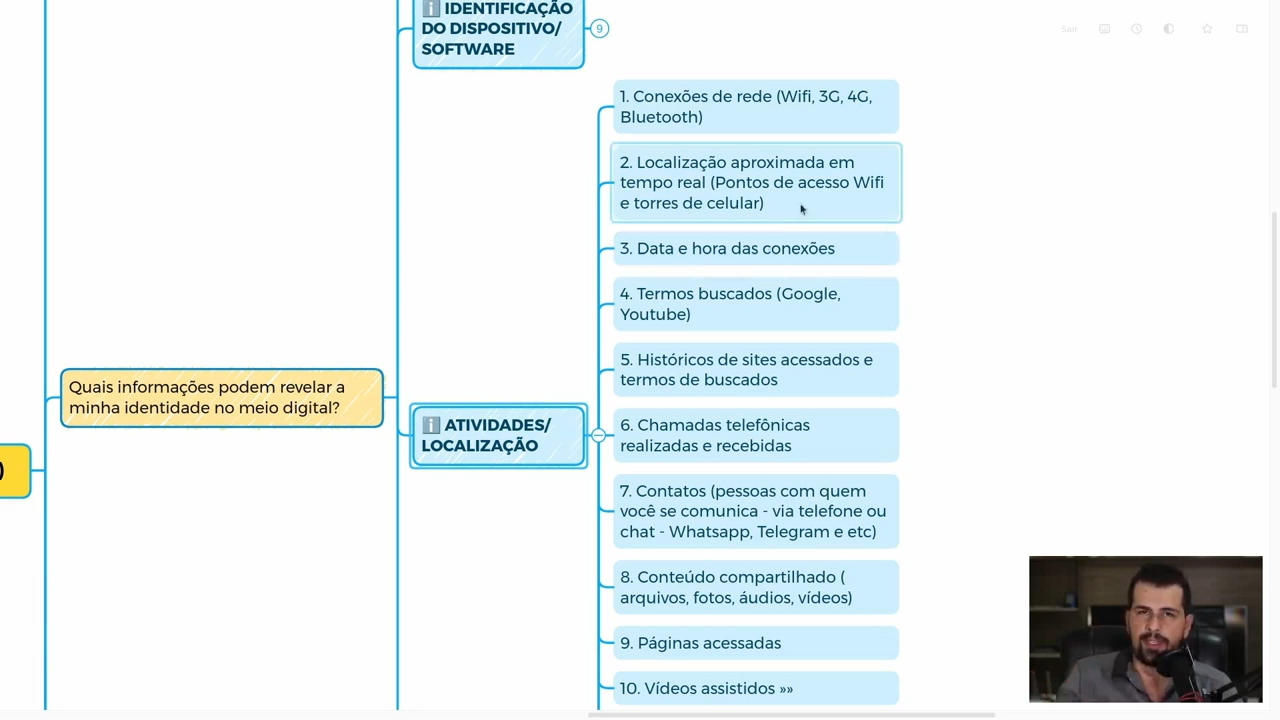 ℹ️ IDENTIFICAÇÃO
DO DISPOSITIVO/
SOFTWARE
9
Sair
1. Conexões de rede (Wifi, 3G, 4G,
Bluetooth)
2. Localização aproximada em
tempo real (Pontos de acesso Wifi
e torres de celular)
3. Data e hora das conexões
4. Termos buscados (Google,
Youtube)
5. Históricos de sites acessados e
termos de buscados
Quais informações podem revelar a
minha identidade no meio digital?
ℹ️ ATIVIDADES/
LOCALIZAÇÃO
6. Chamadas telefônicas
realizadas e recebidas
7. Contatos (pessoas com quem
você se comunica - via telefone ou
chat - Whatsapp, Telegram e etc)
8. Conteúdo compartilhado (
arquivos, fotos, áudios, vídeos)
9. Páginas acessadas
10. Vídeos assistidos »»
)